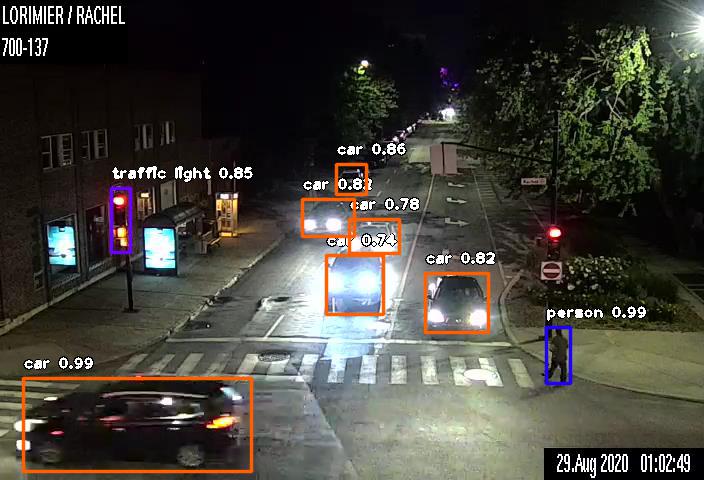 LORIMIER / RACHEL
700-137
car 0.86
traffic light 0.85
car 0.82
car 0.78
car 0.74
car 0.82
person 0.99
car 0.99
29.Aug 2020 01:02:49